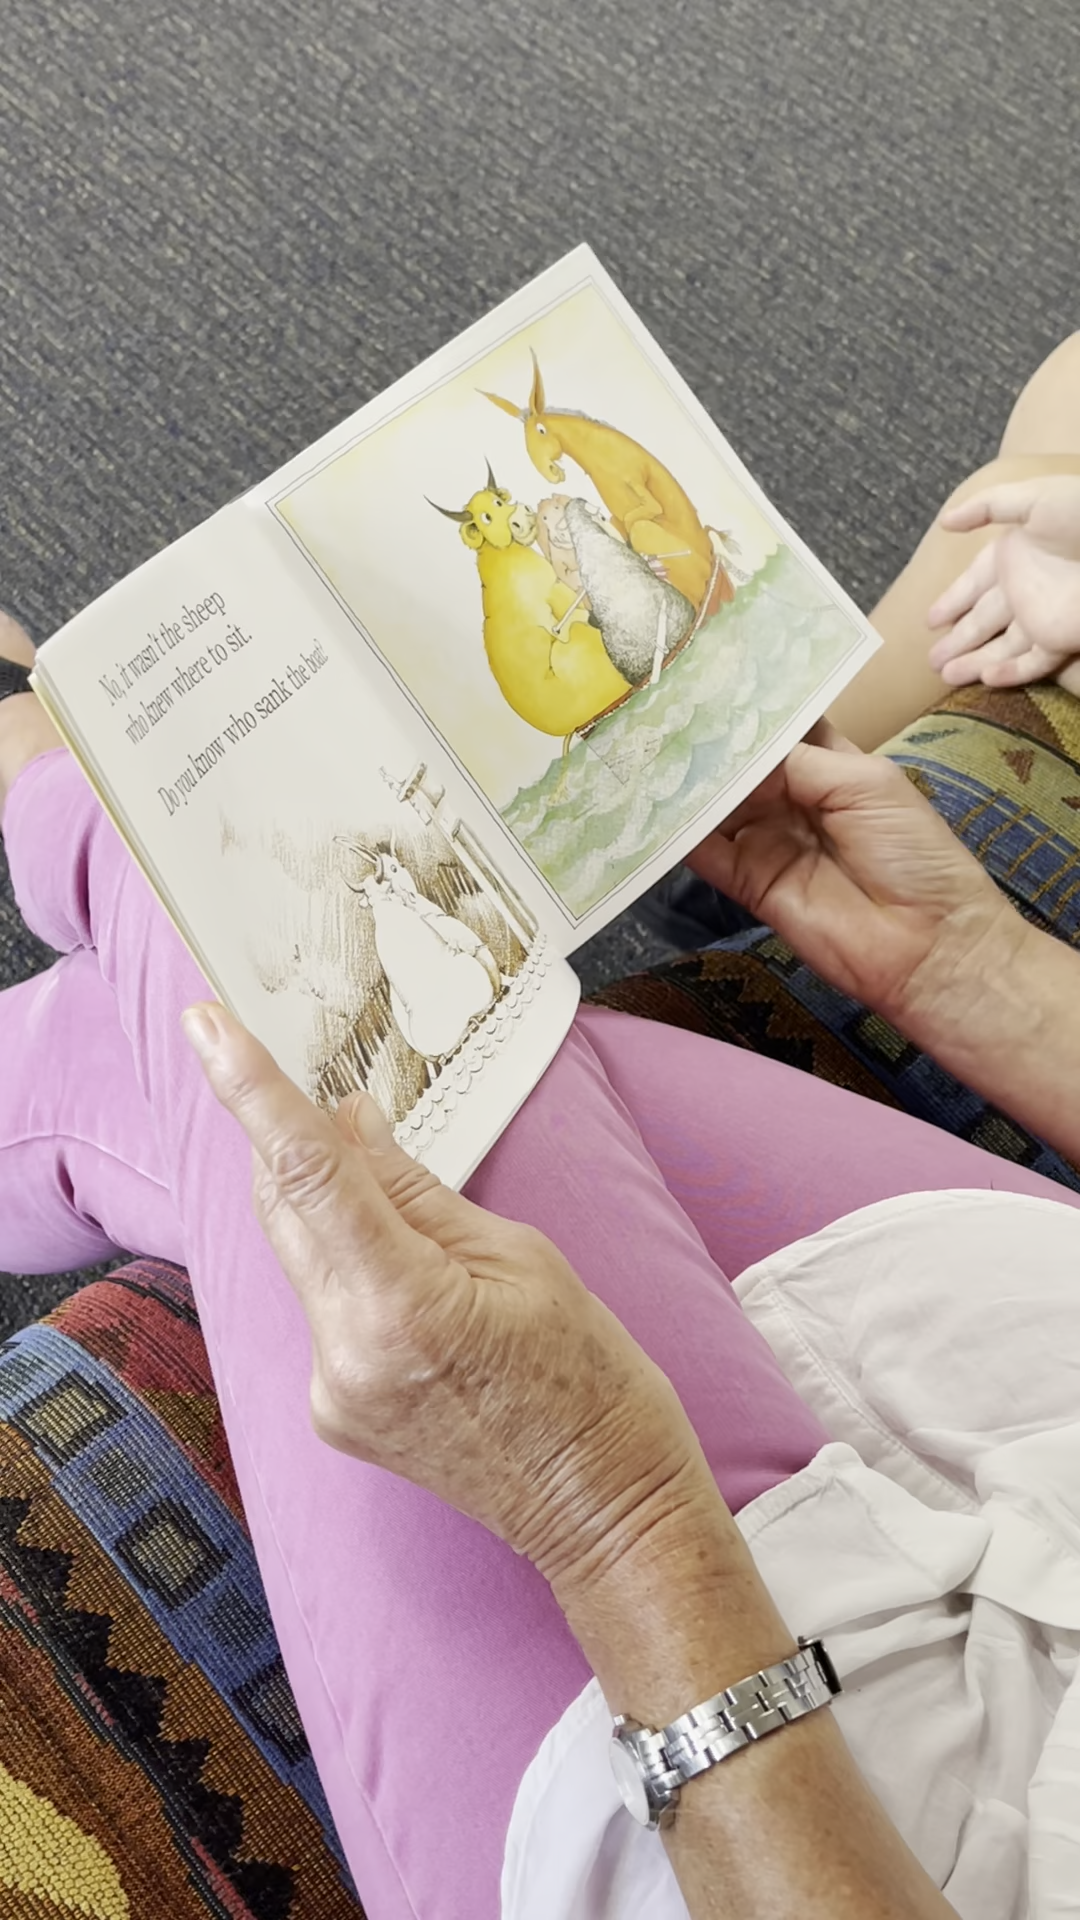 No, it wasn't the sheep
who knew where to sit.
Do you know who sank the boat?